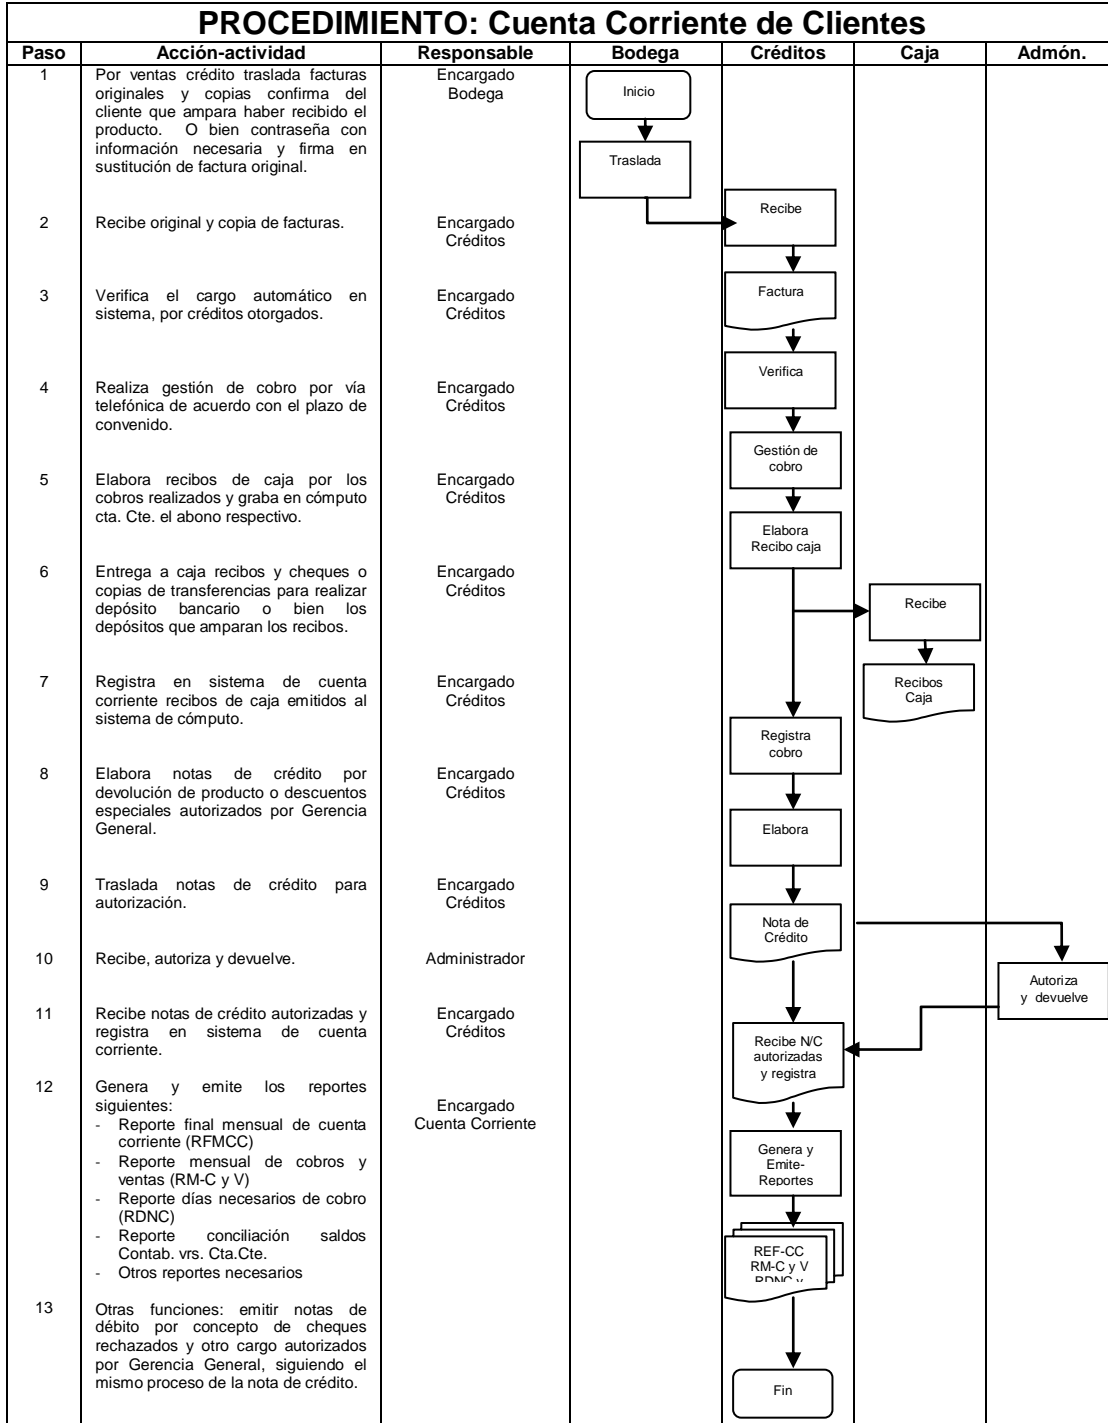 PROCEDIMIENTO: Cuenta Corriente de Clientes
Paso Acción-actividad Responsable Bodega Créditos Caja Admón.
1
Por ventas crédito traslada facturas
originales y copias confirma del
cliente que ampara haber recibido el
producto. O bien contraseña con
información necesaria y firma en
sustitución de factura original.
Encargado
Bodega
Inicio
Traslada
2
Recibe original y copia de facturas.
Encargado
Créditos
Recibe
3
Verifica el cargo automático en
sistema, por créditos otorgados.
Encargado
Créditos
Factura
Verifica
4
Realiza gestión de cobro por vía
telefónica de acuerdo con el plazo de
convenido.
Encargado
Créditos
Gestión de
cobro
5
Elabora recibos de caja por los
cobros realizados y graba en cómputo
cta. Cte. el abono respectivo.
Encargado
Créditos
Elabora
Recibo caja
6
Entrega a caja recibos y cheques o
copias de transferencias para realizar
depósito bancario o bien los
depósitos que amparan los recibos.
Encargado
Créditos
Recibe
7
Registra en sistema de cuenta
corriente recibos de caja emitidos al
sistema de cómputo.
Encargado
Créditos
Recibos
Caja
Registra
cobro
8
Elabora notas de crédito por
devolución de producto o descuentos
especiales autorizados por Gerencia
General.
Encargado
Créditos
Elabora
9
Traslada notas de crédito para
autorización.
Encargado
Créditos
Nota de
Crédito
10
Recibe, autoriza y devuelve.
Administrador
Autoriza
y devuelve
11
Recibe notas de crédito autorizadas y
registra en sistema de cuenta
corriente.
Encargado
Créditos
Recibe N/C
autorizadas
y registra
12
Genera y emite los reportes
siguientes:
- Reporte final mensual de cuenta
corriente (RFMCC)
- Reporte mensual de cobros y
ventas (RM-C y V)
- Reporte días necesarios de cobro
(RDNC)
- Reporte conciliación saldos
Contab. vrs. Cta.Cte.
- Otros reportes necesarios
Encargado
Cuenta Corriente
Genera y
Emite-
Reportes
REF-CC
RM-C y V
RDNC y
13
Otras funciones: emitir notas de
débito por concepto de cheques
rechazados y otro cargo autorizados
por Gerencia General, siguiendo el
mismo proceso de la nota de crédito.
Fin